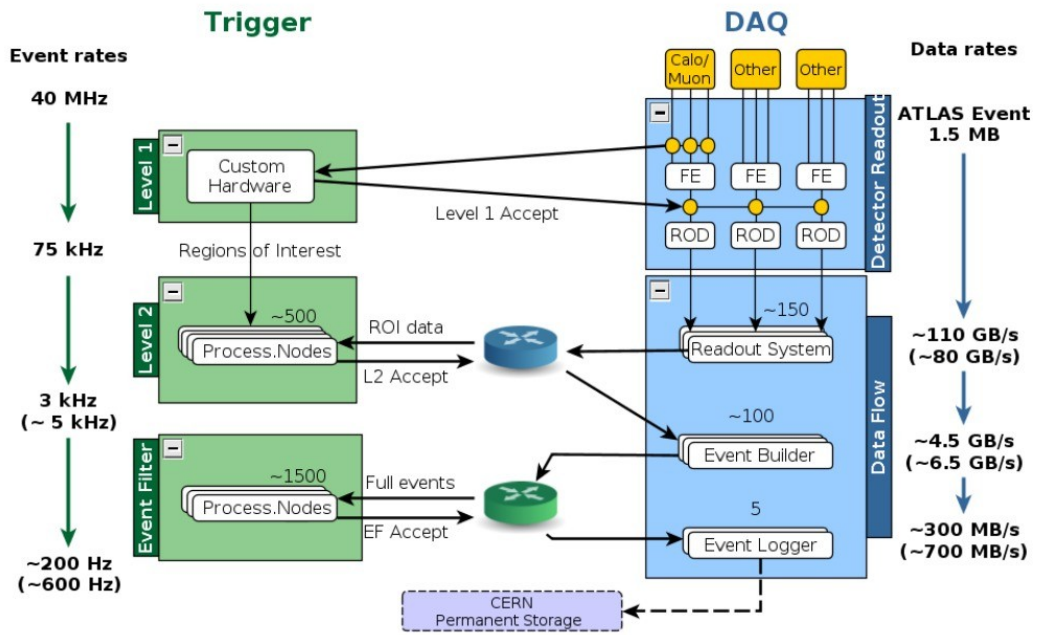 Trigger
DAQ
Event rates
Data rates
40 MHz
75 kHz
3 kHz
(~ 5 kHz)
~200 Hz
(~600 Hz)
Level 1
Custom
Hardware
Regions of Interest
Level 1 Accept
Level 2
~500
Process.Nodes
ROI data
L2 Accept
Event Filter
~1500
Process.Nodes
Full events
EF Accept
Calo/
Muon
Other
Other
FE
FE
FE
ROD
ROD
ROD
Detector Readout
~150
Readout System
~100
Event Builder
5
Event Logger
Data Flow
CERN
Permanent Storage
ATLAS Event
1.5 MB
~110 GB/s
(~80 GB/s)
~4.5 GB/s
(~6.5 GB/s)
~300 MB/s
(~700 MB/s)